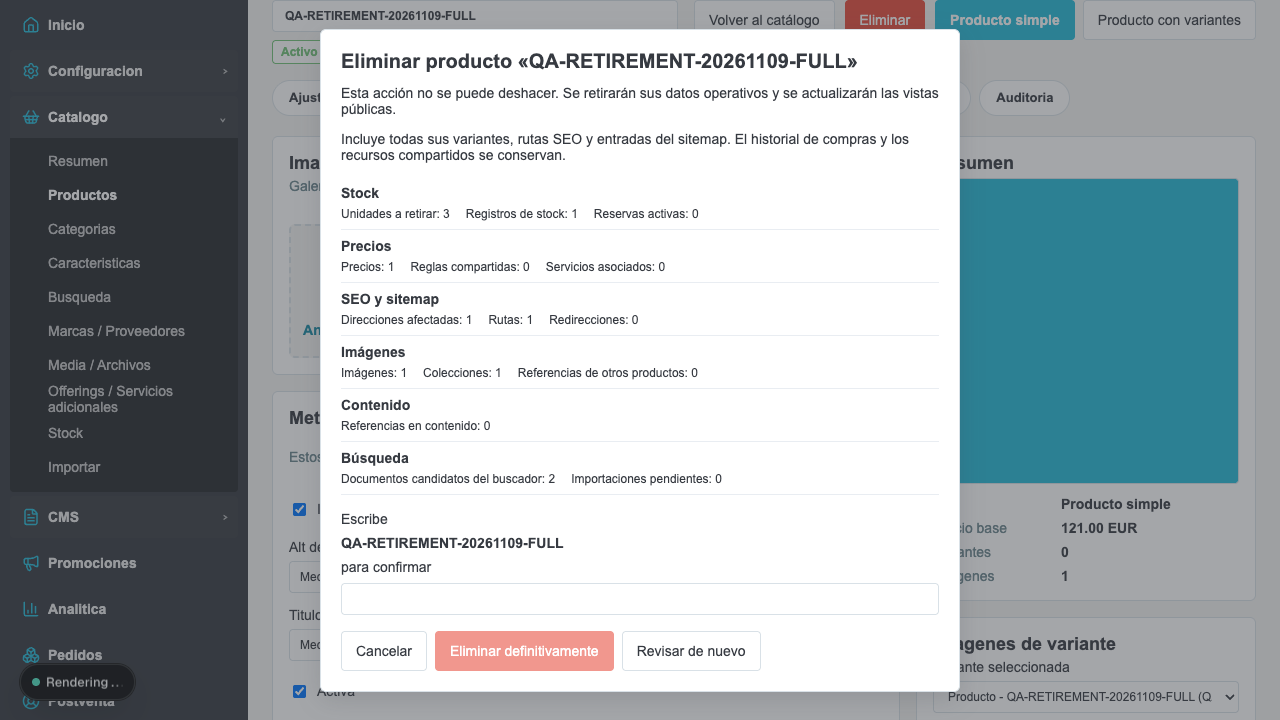 Inicio
Configuracion
Catalogo
Resumen
Productos
Categorias
Caracteristicas
Busqueda
Marcas / Proveedores
Media / Archivos
Offerings / Servicios
adicionales
Stock
Importar
CMS
Promociones
Analitica
Pedidos
Rendering ...
Postventa
QA-RETIREMENT-20261109-FULL
Volver al catálogo
Eliminar
Producto simple
Producto con variantes
Activo
Auditoria
Eliminar producto «QA-RETIREMENT-20261109-FULL»
Esta acción no se puede deshacer. Se retirarán sus datos operativos y se actualizarán las vistas
públicas.
Incluye todas sus variantes, rutas SEO y entradas del sitemap. El historial de compras y los
recursos compartidos se conservan.
Stock
Unidades a retirar: 3 Registros de stock: 1 Reservas activas: 0
Precios
Precios: 1 Reglas compartidas: 0 Servicios asociados: 0
SEO y sitemap
Direcciones afectadas: 1 Rutas: 1 Redirecciones: 0
Imágenes
Imágenes: 1 Colecciones: 1 Referencias de otros productos: 0
Contenido
Referencias en contenido: 0
Búsqueda
Documentos candidatos del buscador: 2 Importaciones pendientes: 0
Escribe
QA-RETIREMENT-20261109-FULL
para confirmar
Cancelar
Eliminar definitivamente
Revisar de nuevo
Alt de
Titulo
Activa
Producto simple
121.00 EUR
0
1
Producto - QA-RETIREMENT-20261109-FULL (Q